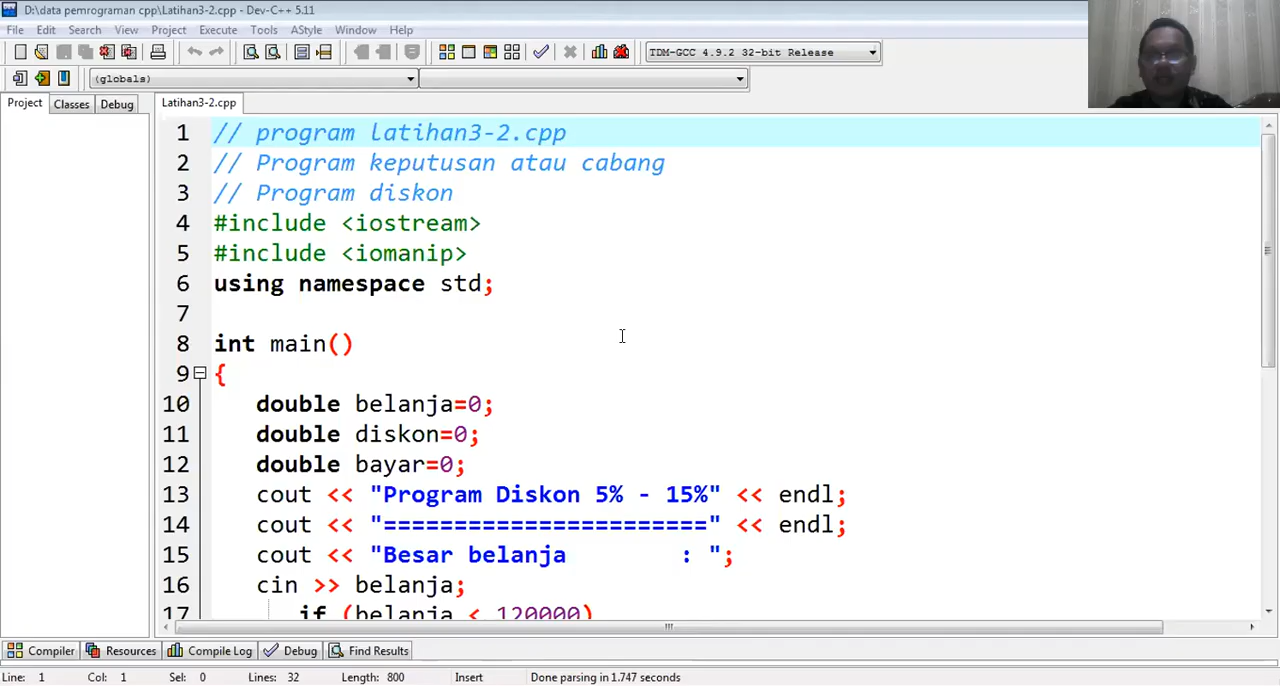 D:\data pemrograman cpp\Latihan3-2.cpp - Dev-C++ 5.11
File Edit Search View Project Execute Tools AStyle Window Help
TDM-GCC 4.9.2 32-bit Release
(globals)
Project Classes Debug Latihan3-2.cpp
1 // program latihan3-2.cpp
2 // Program keputusan atau cabang
3 // Program diskon
4 #include <iostream>
5 #include <iomanip>
6 using namespace std;
7
8 int main()
9 {
10 double belanja=0;
11 double diskon=0;
12 double bayar=0;
13 cout << "Program Diskon 5% - 15%" << endl;
14 cout << "=======================" << endl;
15 cout << "Besar belanja        : ";
16 cin >> belanja;
17 if (belanja < 120000)
Compiler Resources Compile Log Debug Find Results
Line: 1 Col: 1 Sel: 0 Lines: 32 Length: 800 Insert Done parsing in 1.747 seconds